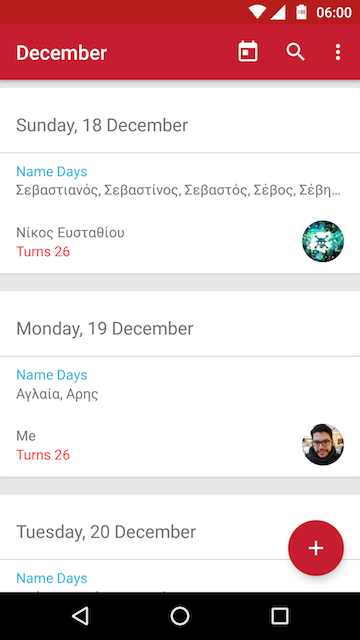 06:00
December
Sunday, 18 December
Name Days
Σεβαστιανός, Σεβαστίνος, Σεβαστός, Σέβος, Σέβη...
Νίκος Ευσταθίου
Turns 26
Monday, 19 December
Name Days
Αγλαία, Αρης
Me
Turns 26
Tuesday, 20 December
Name Days